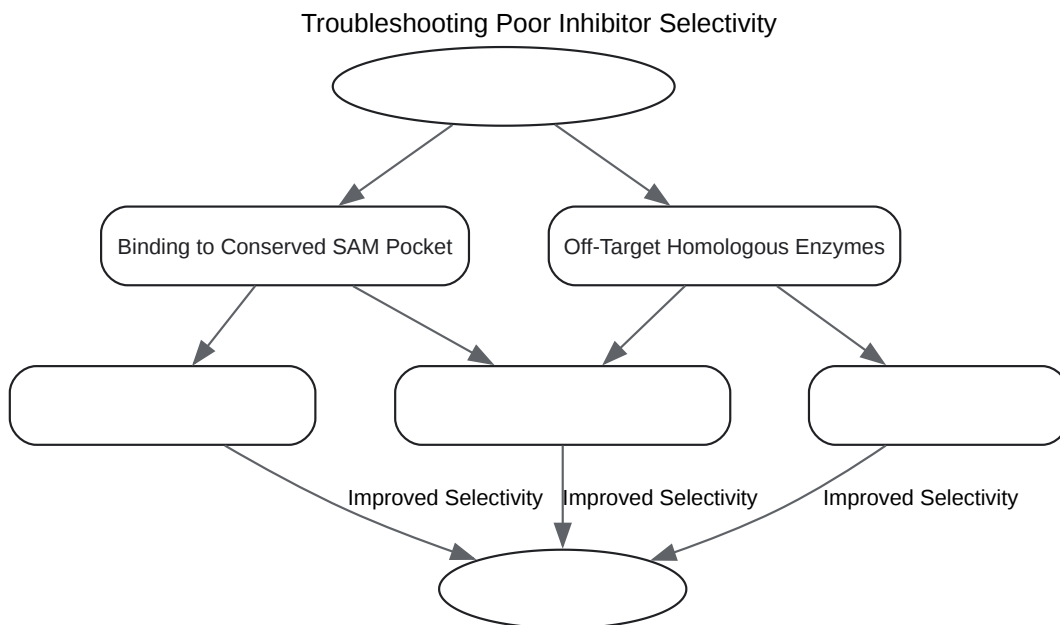 Troubleshooting Poor Inhibitor Selectivity
Binding to Conserved SAM Pocket
Off-Target Homologous Enzymes
Improved Selectivity
Improved Selectivity
Improved Selectivity